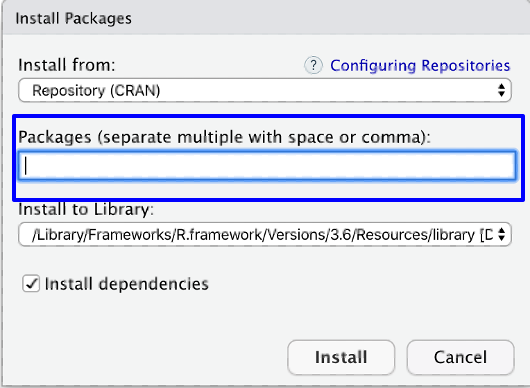 Install Packages
Install from:
? Configuring Repositories
Repository (CRAN)
Packages (separate multiple with space or comma):
Install to Library:
/Library/Frameworks/R.framework/Versions/3.6/Resources/library [D
Install dependencies
Install
Cancel